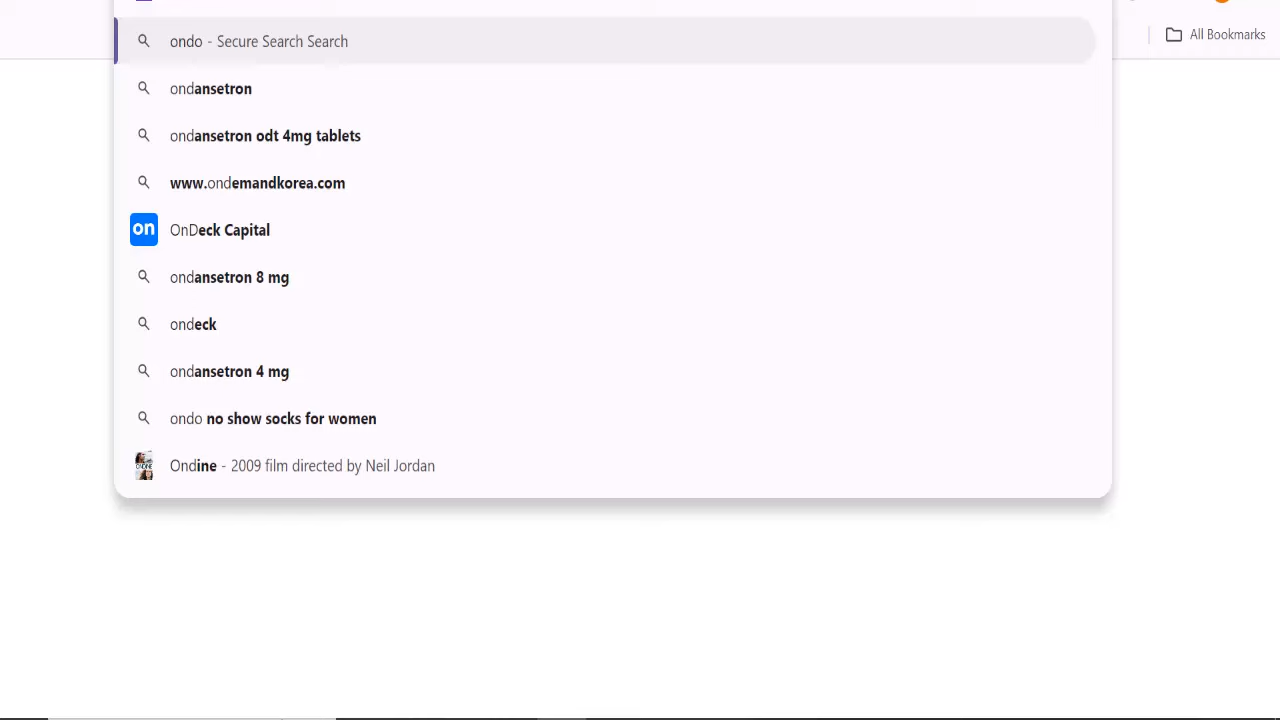 ondo - Secure Search Search
All Bookmarks
ondansetron
ondansetron odt 4mg tablets
www.ondemandkorea.com
on OnDeck Capital
ondansetron 8 mg
ondeck
ondansetron 4 mg
ondo no show socks for women
Ondine - 2009 film directed by Neil Jordan